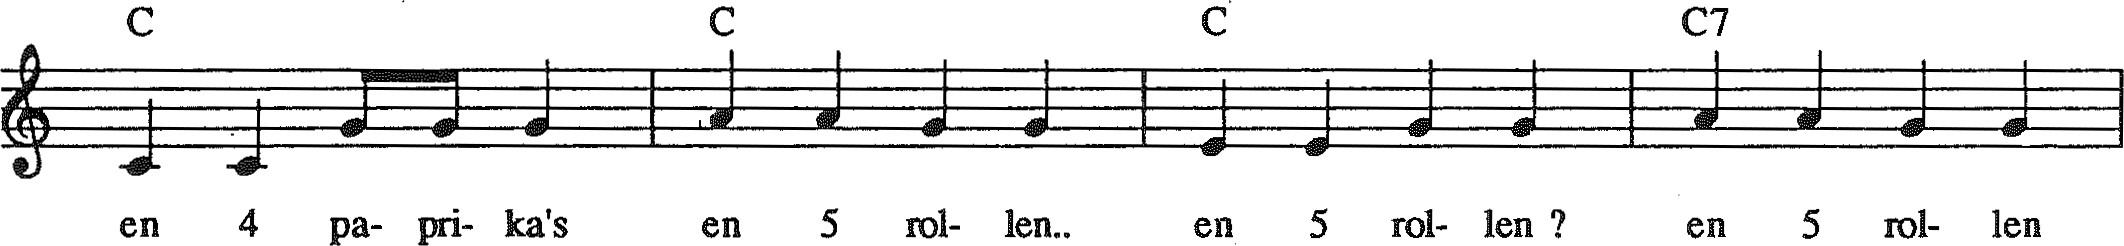 C C C C7
en 4 pa- pri- ka's en 5 rol- len.. en 5 rol- len ? en 5 rol- len